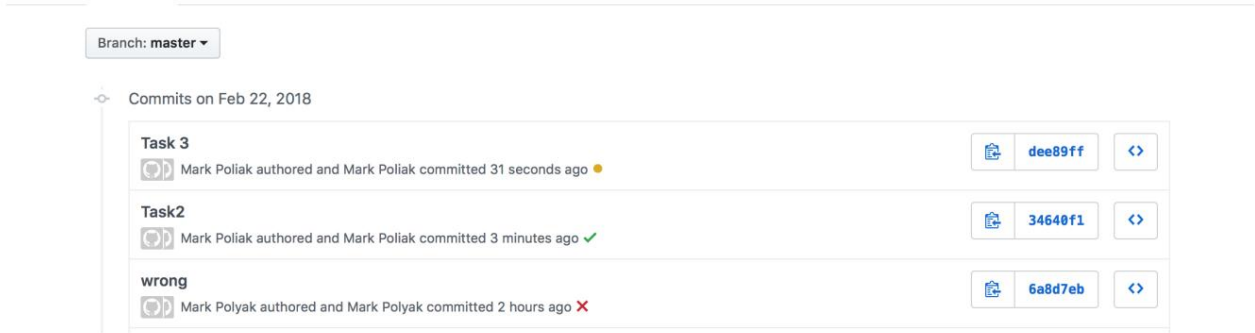 Branch: master
Commits on Feb 22, 2018
Task 3
Mark Poliak authored and Mark Poliak committed 31 seconds ago
dee89ff
Task2
Mark Poliak authored and Mark Poliak committed 3 minutes ago
34640f1
wrong
Mark Polyak authored and Mark Polyak committed 2 hours ago
6a8d7eb